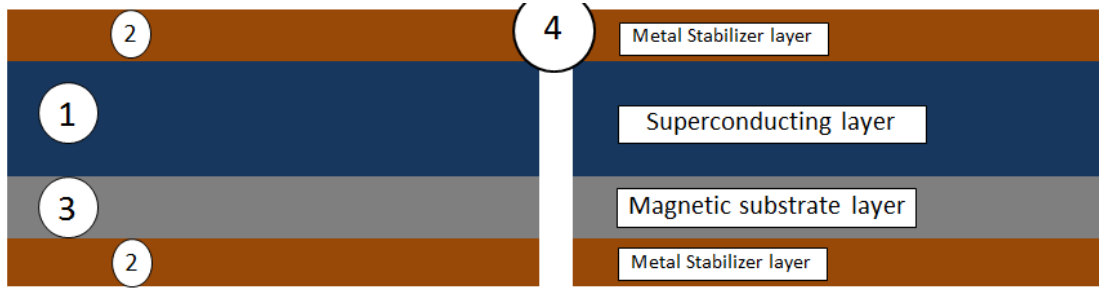 2
4
Metal Stabilizer layer
1
Superconducting layer
3
Magnetic substrate layer
2
Metal Stabilizer layer